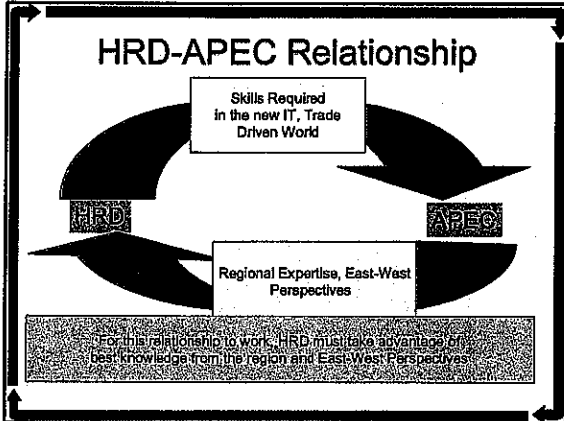 HRD-APEC Relationship
Skills Required
in the new IT, Trade
Driven World
HRD
APEC
Regional Expertise, East-West
Perspectives
For this relationship to work, HRD must take advantage of
best knowledge from the region and East-West Perspectives